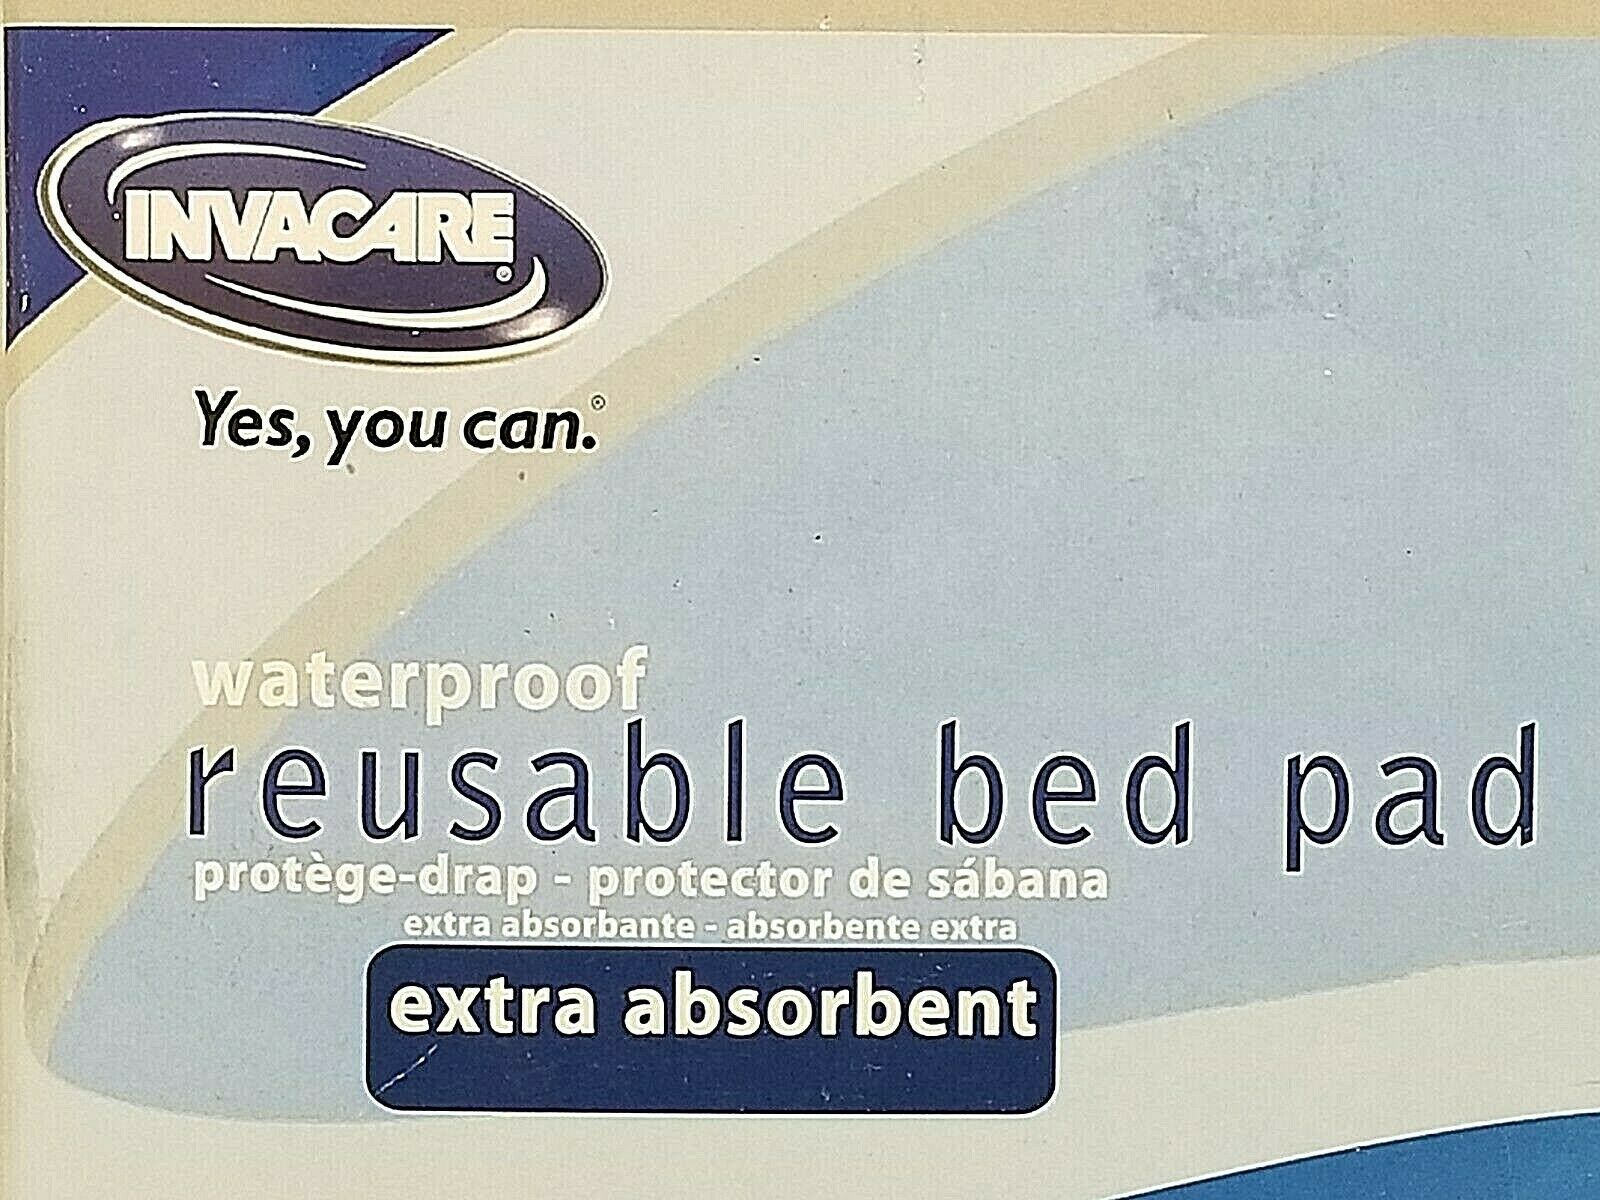 INVACARE®
Yes, you can.®
waterproof
reusable bed pad
protège-drap - protector de sábana
extra absorbante - absorbente extra
extra absorbent